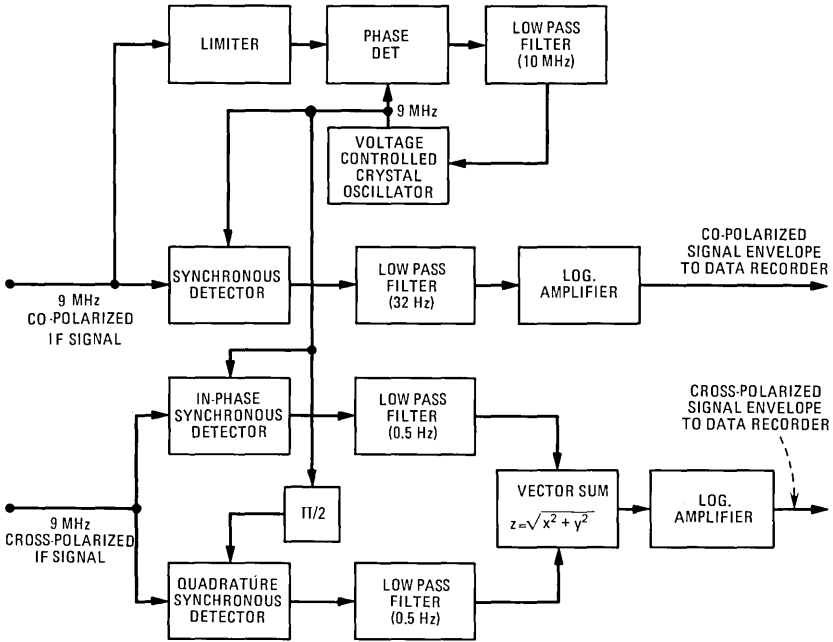 LIMITER
PHASE
DET
LOW PASS
FILTER
(10 MHz)
9 MHz
VOLTAGE
CONTROLLED
CRYSTAL
OSCILLATOR
SYNCHRONOUS
DETECTOR
LOW PASS
FILTER
(32 Hz)
LOG.
AMPLIFIER
CO-POLARIZED
SIGNAL ENVELOPE
TO DATA RECORDER
9 MHz
CO-POLARIZED
IF SIGNAL
IN-PHASE
SYNCHRONOUS
DETECTOR
LOW PASS
FILTER
(0.5 Hz)
CROSS-POLARIZED
SIGNAL ENVELOPE
TO DATA RECORDER
Π/2
VECTOR SUM
z=√x² + y²
LOG.
AMPLIFIER
9 MHz
CROSS-POLARIZED
IF SIGNAL
QUADRATURE
SYNCHRONOUS
DETECTOR
LOW PASS
FILTER
(0.5 Hz)